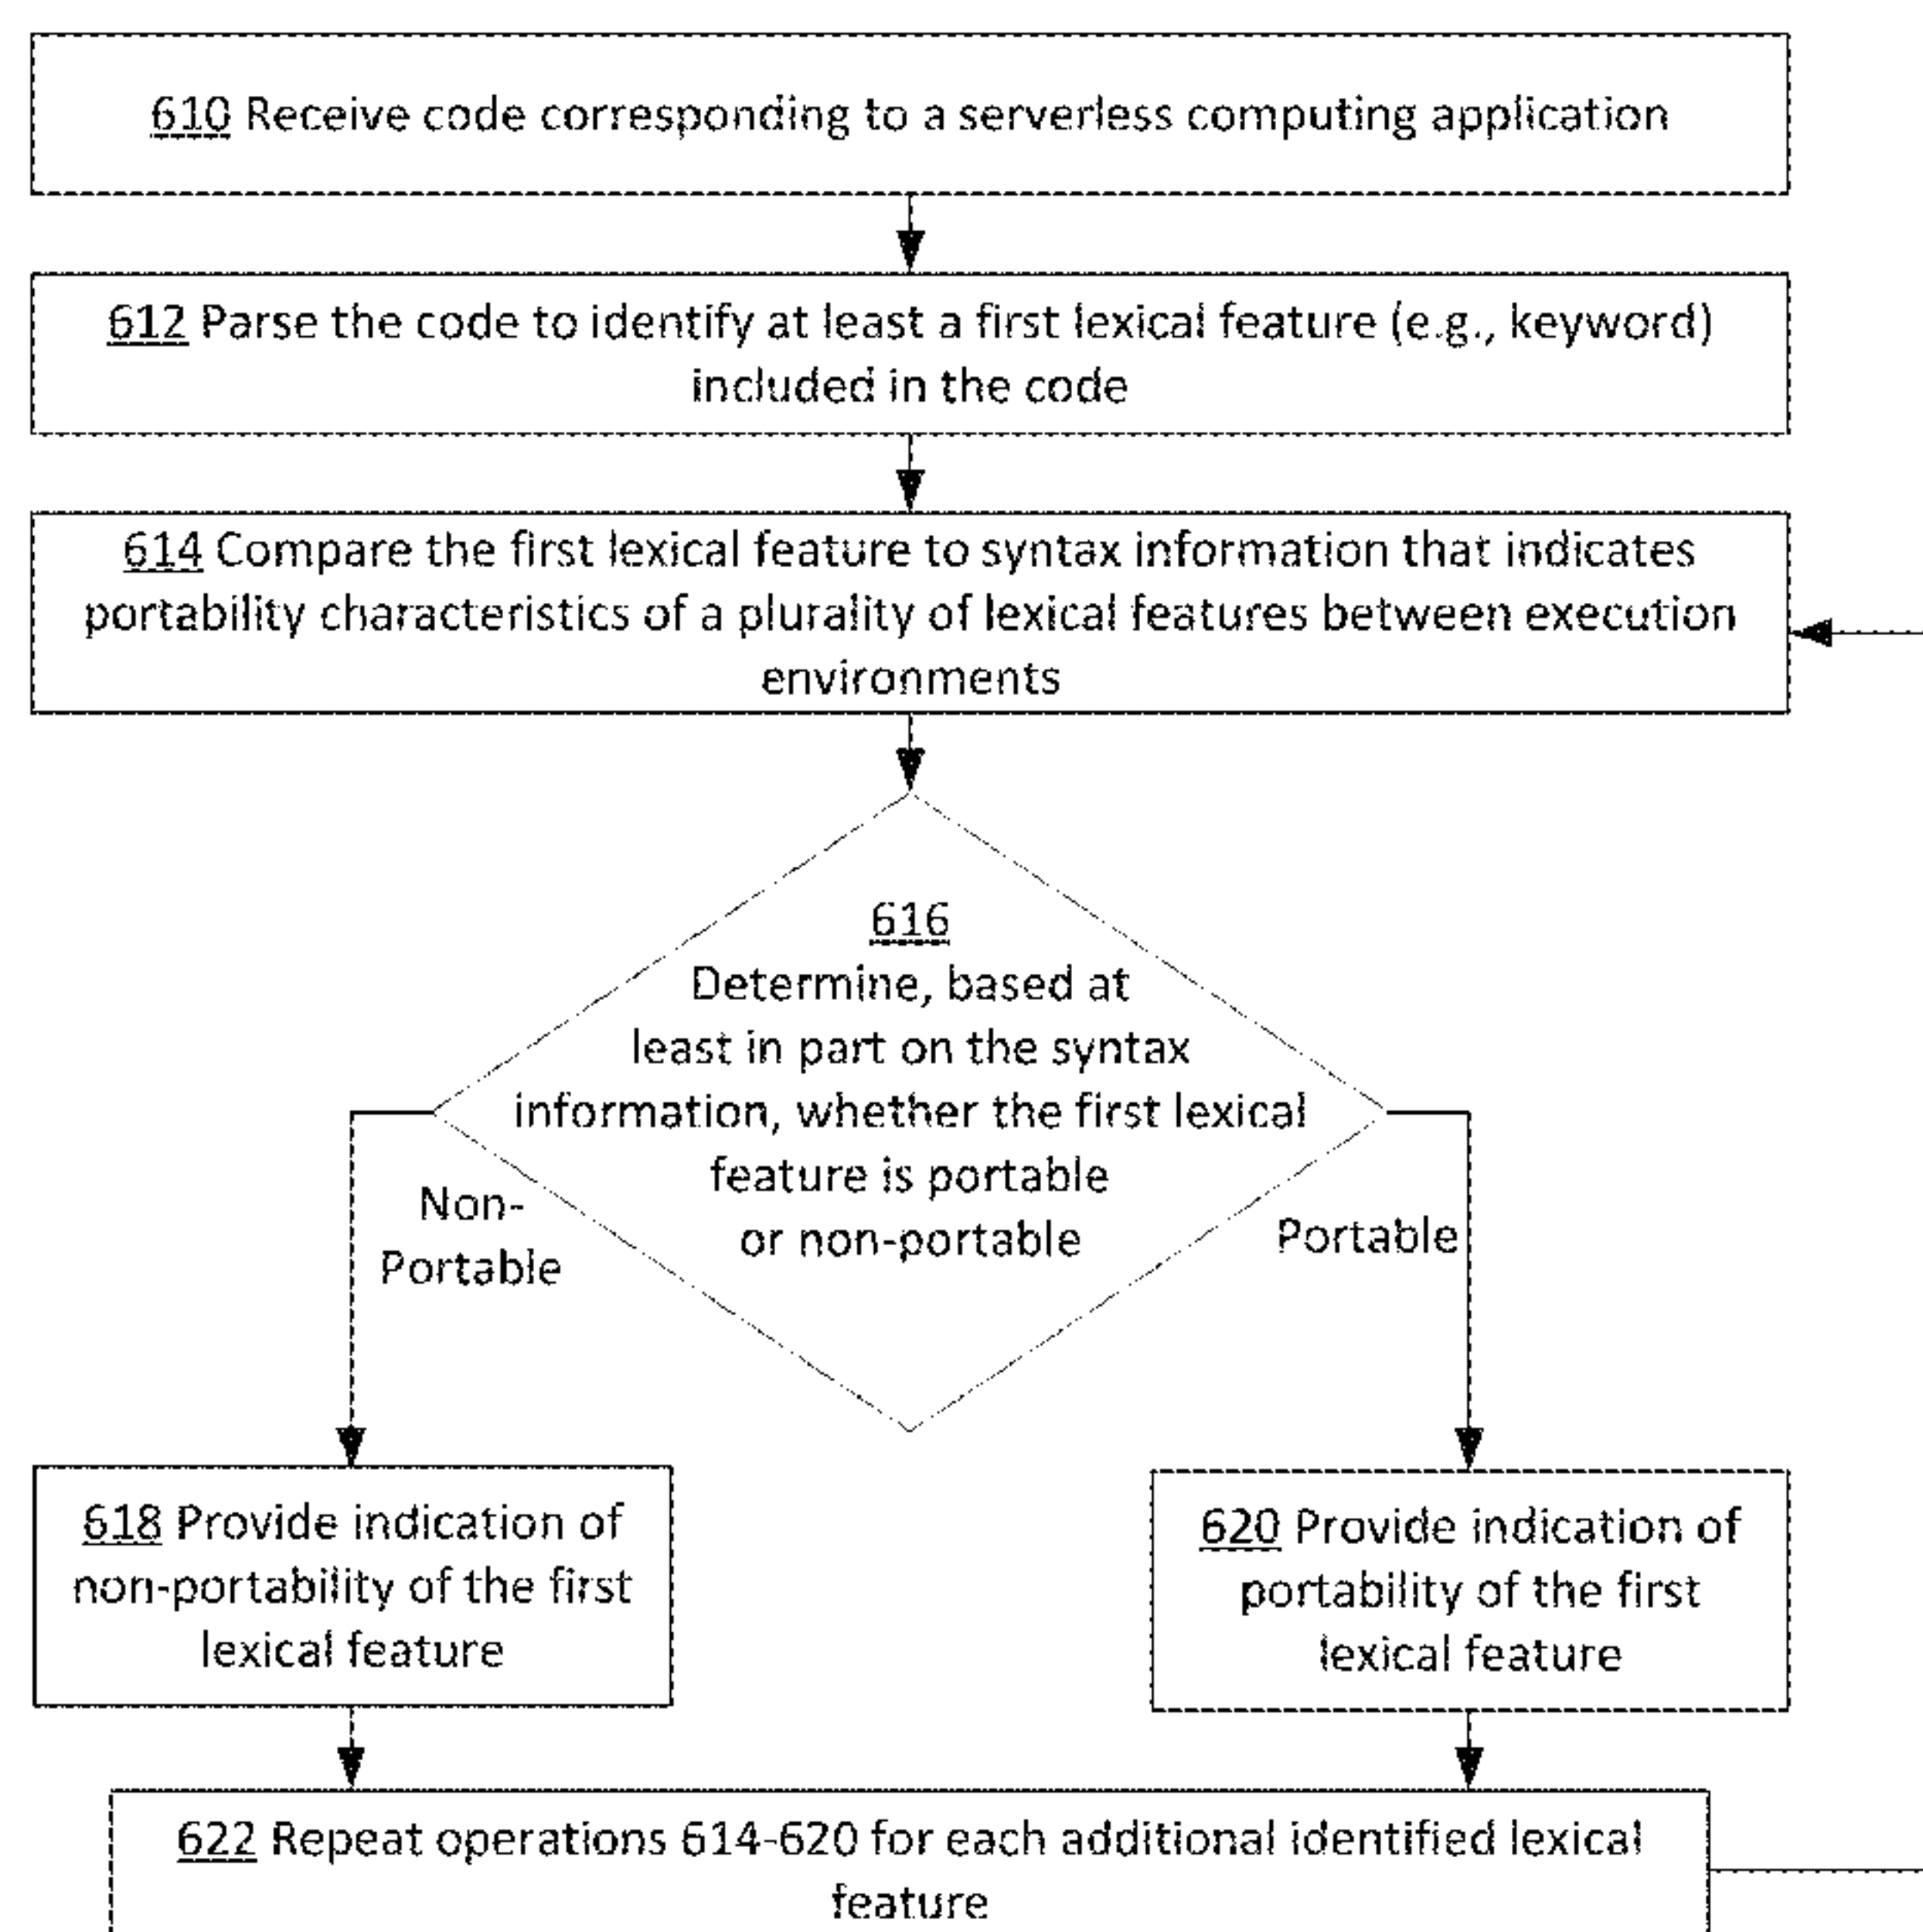 610 Receive code corresponding to a serverless computing application
612 Parse the code to identify at least a first lexical feature (e.g., keyword)
included in the code
614 Compare the first lexical feature to syntax information that indicates
portability characteristics of a plurality of lexical features between execution
environments
616
Determine, based at
least in part on the syntax
information, whether the first lexical
feature is portable
or non-portable
Non-
Portable
Portable
618 Provide indication of
non-portability of the first
lexical feature
620 Provide indication of
portability of the first
lexical feature
622 Repeat operations 614-620 for each additional identified lexical
feature